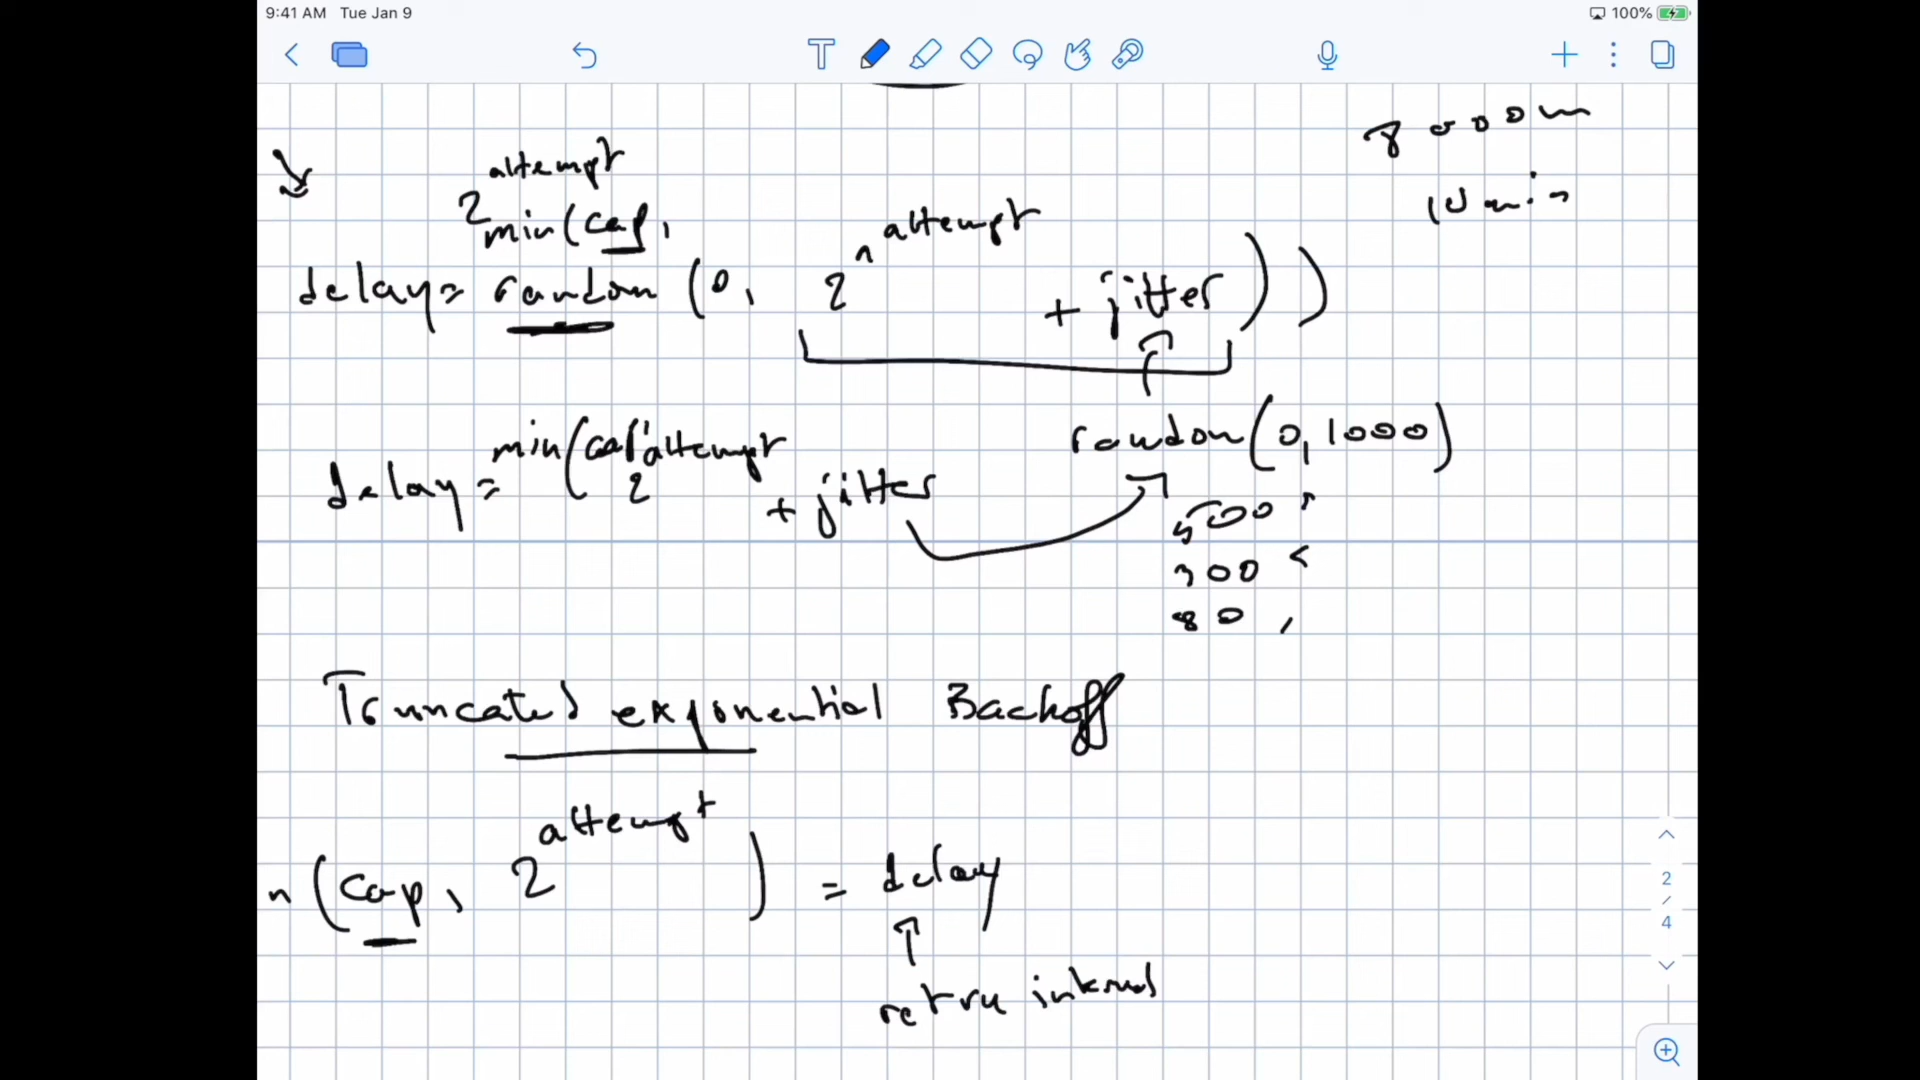 9:41 AM Tue Jan 9
100%
attempt
2
min(cap,
8000m
10 min
delay = random (0, 2^attempt + jitter))
delay = min(cap, 2 attempt + jitter
random(0,1000)
500
300
80
Truncated exponential Backoff
n (cap, 2 attempt ) = delay
retry interval
2
/
4